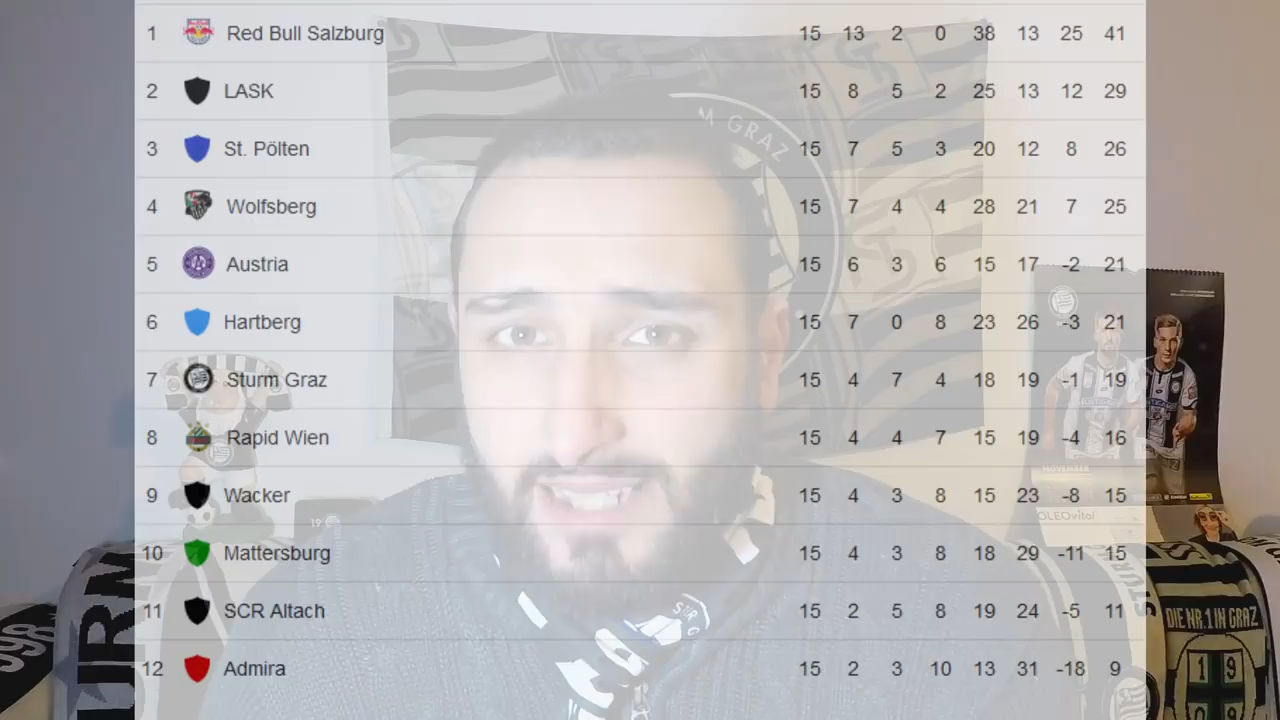 1 Red Bull Salzburg 15 13 2 0 38 13 25 41
2 LASK 15 8 5 2 25 13 12 29
3 St. Pölten 15 7 5 3 20 12 8 26
4 Wolfsberg 15 7 4 4 28 21 7 25
5 Austria 15 6 3 6 15 17 -2 21
6 Hartberg 15 7 0 8 23 26 -3 21
7 Sturm Graz 15 4 7 4 18 19 -1 19
8 Rapid Wien 15 4 4 7 15 19 -4 16
9 Wacker 15 4 3 8 15 23 -8 15
10 Mattersburg 15 4 3 8 18 29 -11 15
11 SCR Altach 15 2 5 8 19 24 -5 11
12 Admira 15 2 3 10 13 31 -18 9
M GRAZ
NOVEMBER
OLEOvital
19
DIE NR.1 IN GRAZ
19
09